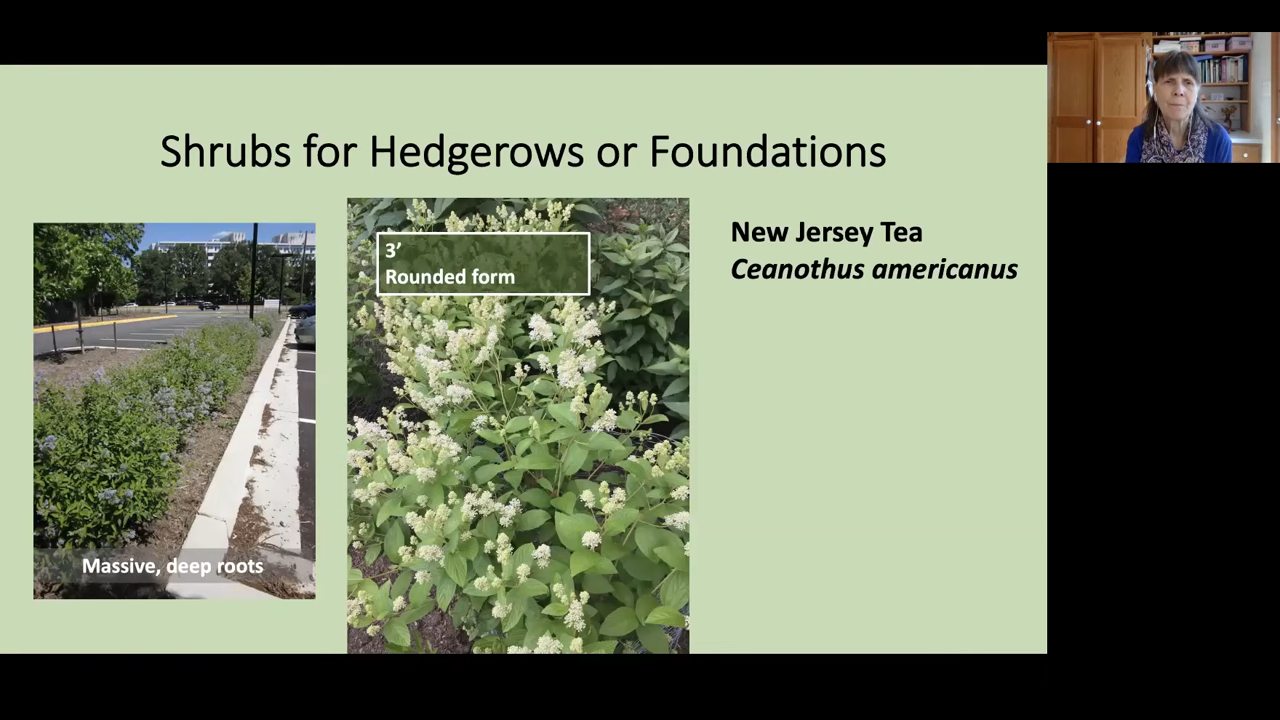 Shrubs for Hedgerows or Foundations
3’
Rounded form
New Jersey Tea
Ceanothus americanus
Massive, deep roots